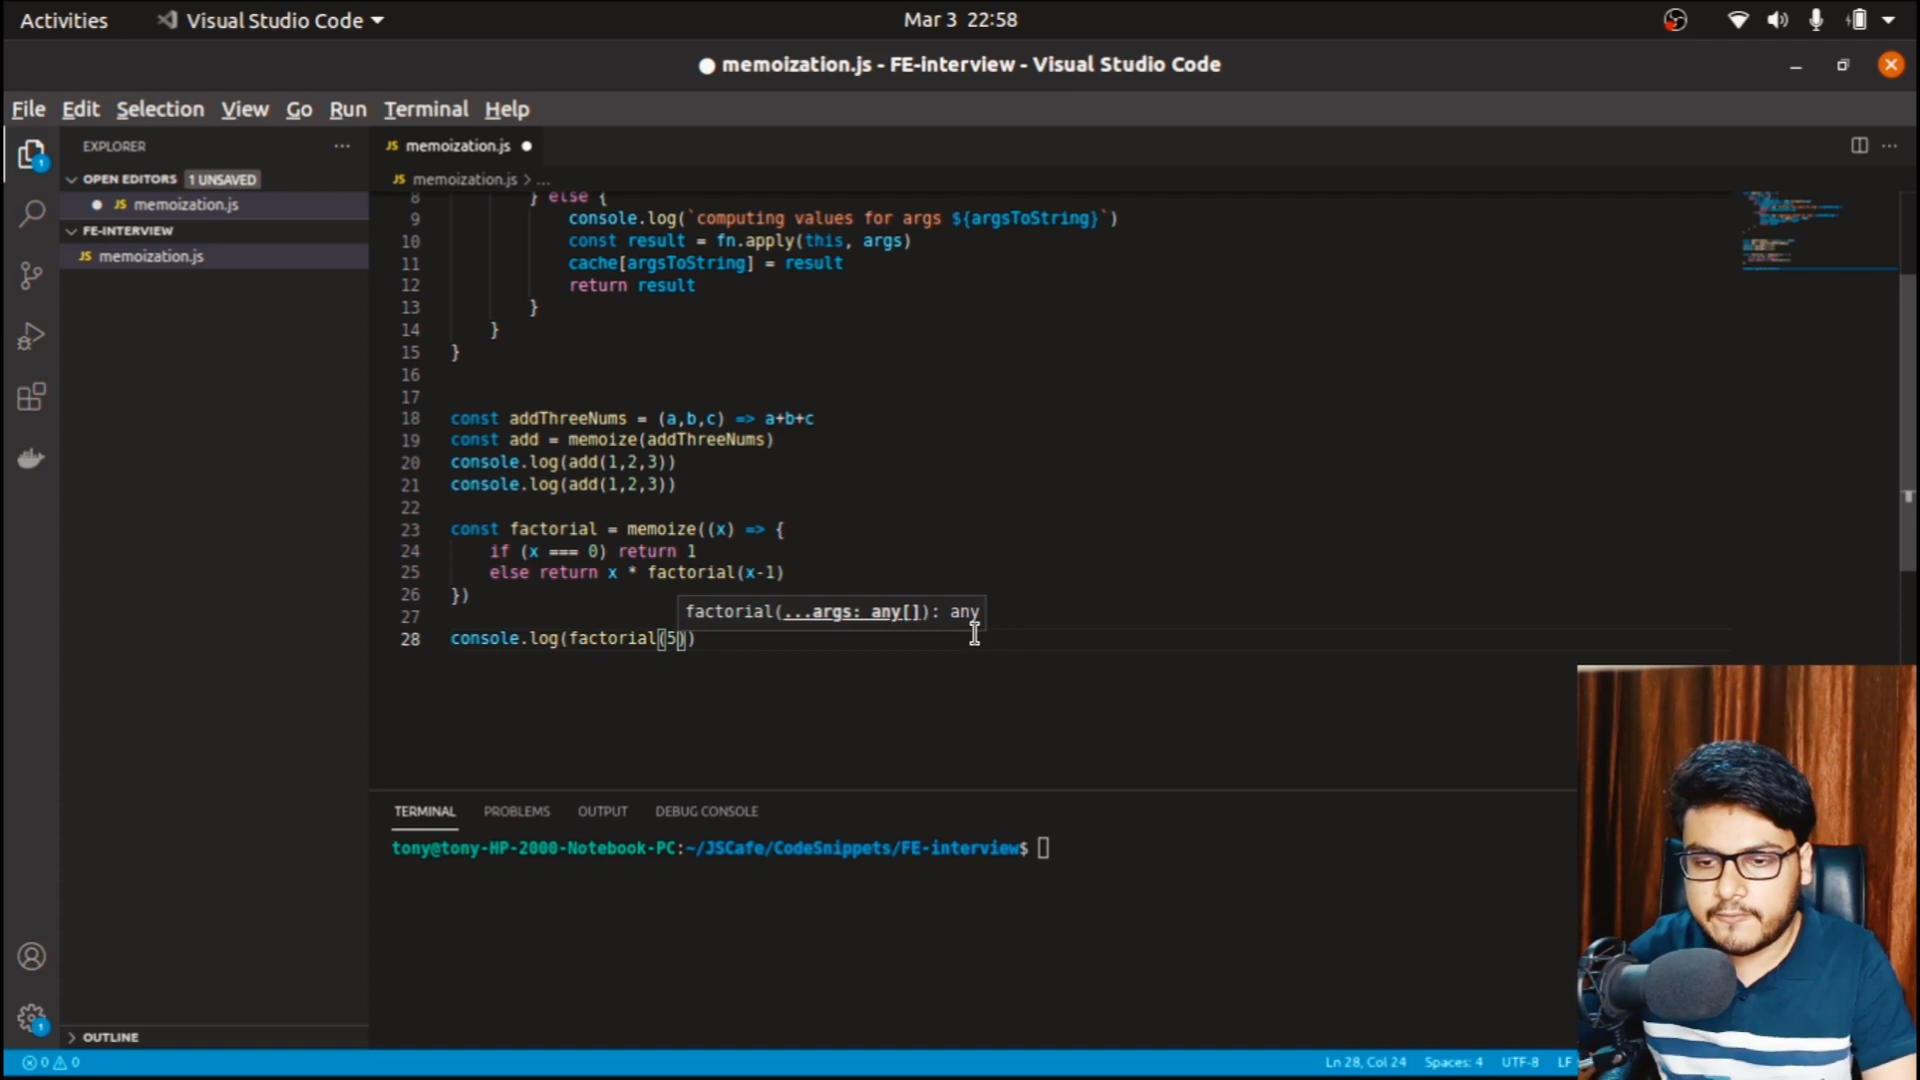 Activities Visual Studio Code Mar 3 22:58
memoization.js - FE-interview - Visual Studio Code
File Edit Selection View Go Run Terminal Help
EXPLORER
OPEN EDITORS 1 UNSAVED
JS memoization.js
FE-INTERVIEW
JS memoization.js
OUTLINE
JS memoization.js
JS memoization.js > ...
8 } else {
9 console.log(`computing values for args ${argsToString}`)
10 const result = fn.apply(this, args)
11 cache[argsToString] = result
12 return result
13 }
14 }
15 }
16
17
18 const addThreeNums = (a,b,c) => a+b+c
19 const add = memoize(addThreeNums)
20 console.log(add(1,2,3))
21 console.log(add(1,2,3))
22
23 const factorial = memoize((x) => {
24 if (x === 0) return 1
25 else return x * factorial(x-1)
26 })
27
factorial(...args: any[]): any
28 console.log(factorial(5))
TERMINAL PROBLEMS OUTPUT DEBUG CONSOLE
tony@tony-HP-2000-Notebook-PC:~/JSCafe/CodeSnippets/FE-interview$
1
1
0 0 Ln 28, Col 24 Spaces: 4 UTF-8 LF